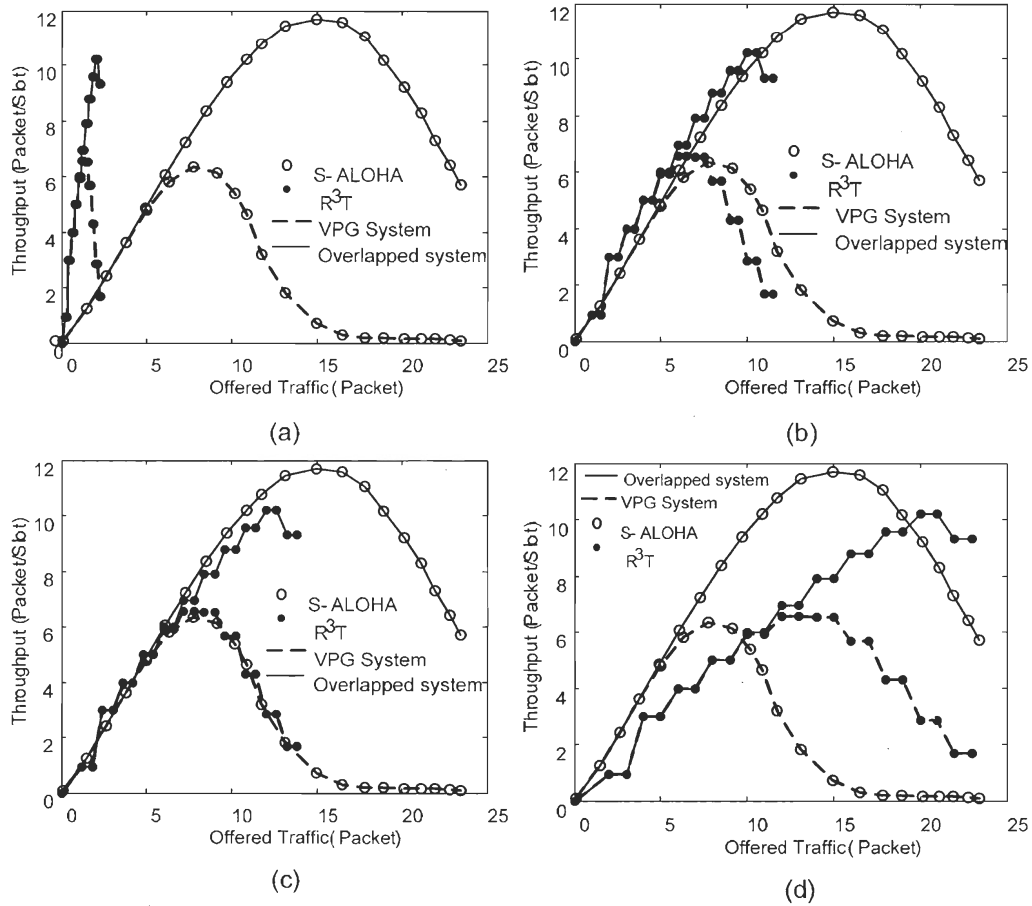 12
10
8
6
4
2
0
Throughput (Packet/S bt)
S- ALOHA
R³T
VPG System
Overlapped system
0 5 10 15 20 25
Offered Traffic( Packet)
(a)
12
10
8
6
4
2
0
Throughput (Packet/S bt)
S- ALOHA
R³T
VPG System
Overlapped system
0 5 10 15 20 25
Offered Traffic( Packet)
(b)
12
10
8
6
4
2
0
Throughput (Packet/S bt)
S- ALOHA
R³T
VPG System
Overlapped system
0 5 10 15 20 25
Offered Traffic( Packet)
(c)
12
10
8
6
4
2
0
Throughput (Packet/S bt)
Overlapped system
VPG System
S- ALOHA
R³T
0 5 10 15 20 25
Offered Traffic( Packet)
(d)